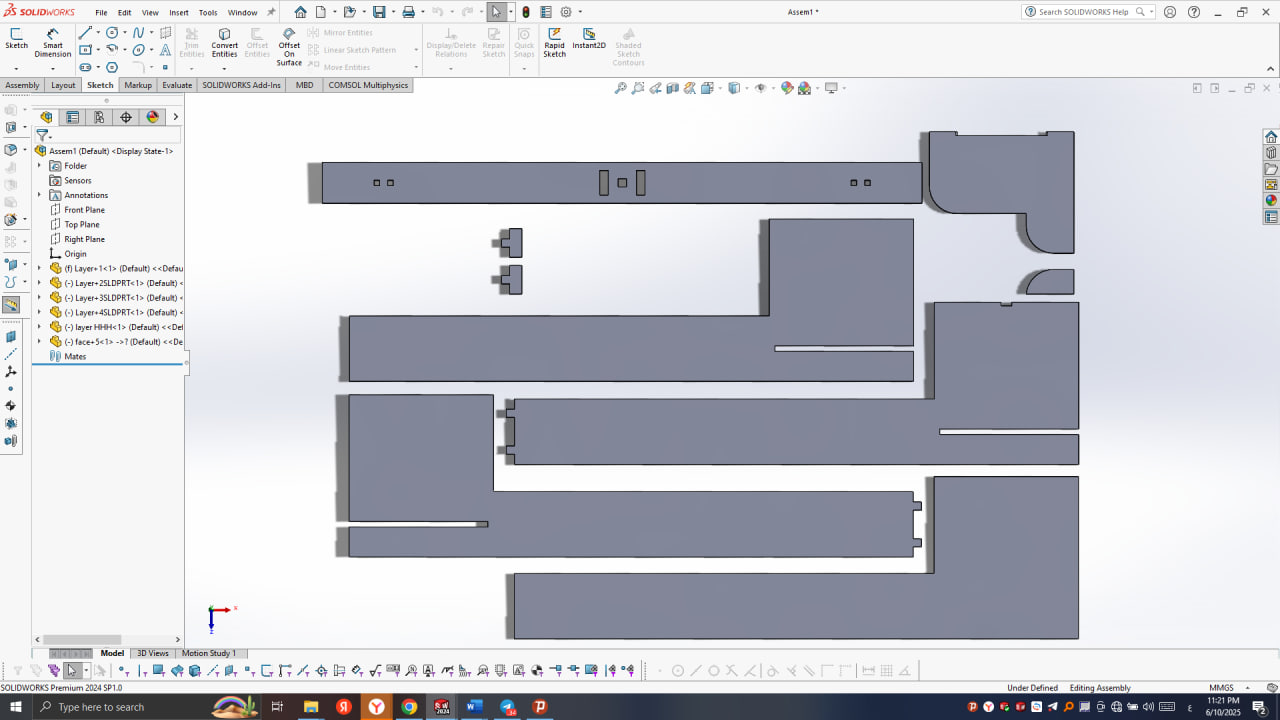 SOLIDWORKS
File Edit View Insert Tools Window
Assem1 *
Search SOLIDWORKS Help
Sketch
Smart Dimension
Trim Entities
Convert Entities
Offset Entities
Offset On Surface
Mirror Entities
Linear Sketch Pattern
Move Entities
Display/Delete Relations
Repair Sketch
Quick Snaps
Rapid Sketch
Instant2D
Shaded Sketch Contours
Assembly Layout Sketch Markup Evaluate SOLIDWORKS Add-Ins MBD COMSOL Multiphysics
Assem1 (Default) <Display State-1>
Folder
Sensors
Annotations
Front Plane
Top Plane
Right Plane
Origin
(f) Layer+1<1> (Default) <<Defau
(-) Layer+2SLDPRT<1> (Default) <
(-) Layer+3SLDPRT<1> (Default) <
(-) Layer+4SLDPRT<1> (Default) <
(-) layer HHH<1> (Default) <<Def
(-) face+5<1> ->? (Default) <<De
Mates
Model 3D Views Motion Study 1
SOLIDWORKS Premium 2024 SP1.0
Under Defined Editing Assembly MMGS
Type here to search
11:21 PM
6/10/2025